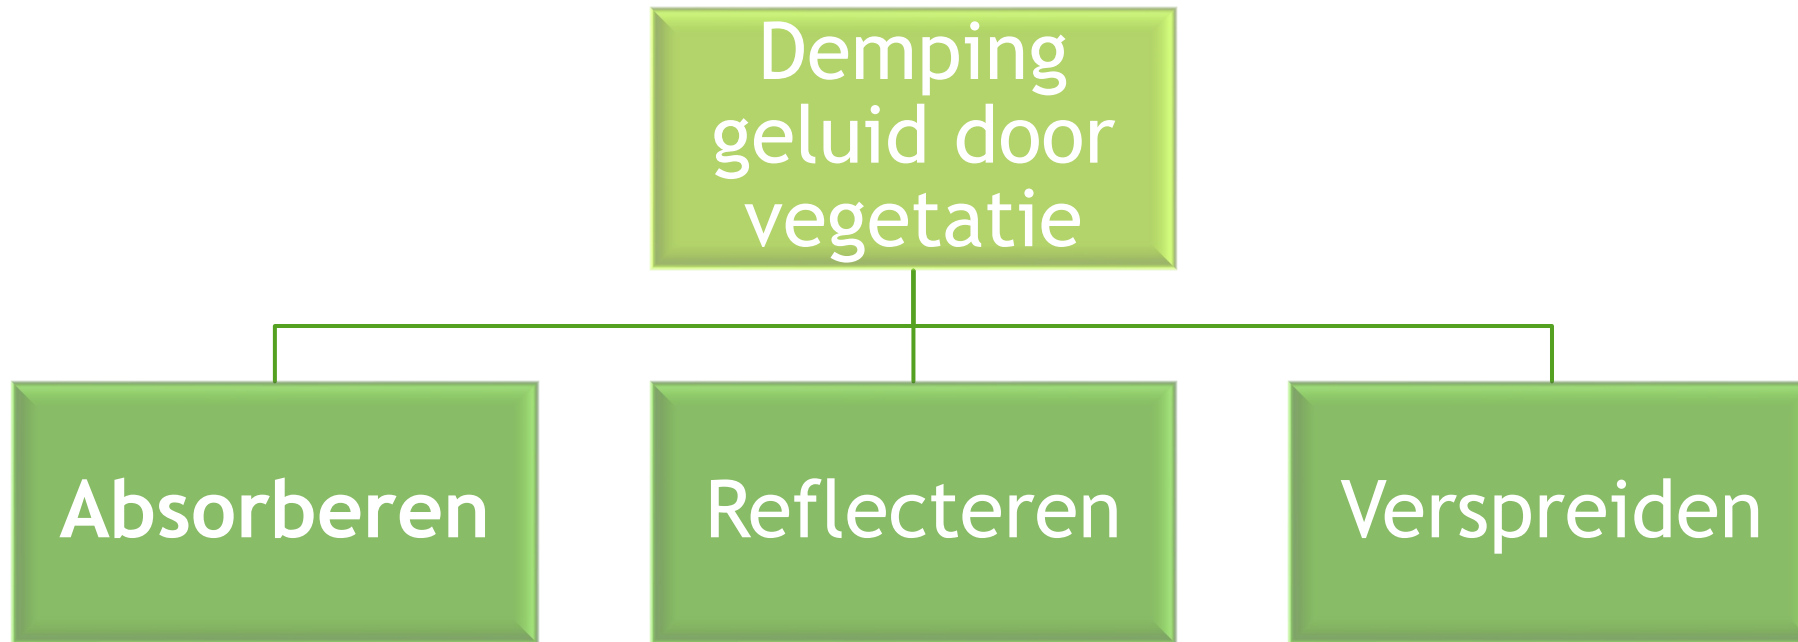 Demping
geluid door
vegetatie
Absorberen
Reflecteren
Verspreiden